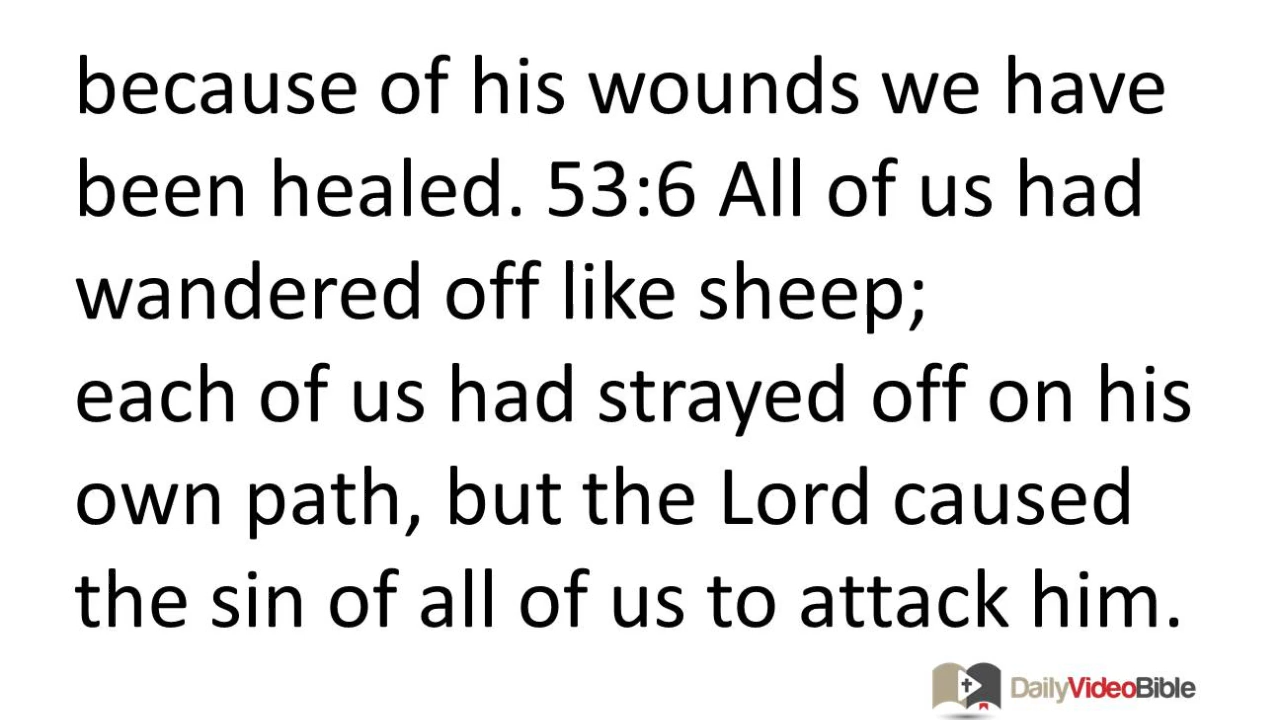 because of his wounds we have
been healed. 53:6 All of us had
wandered off like sheep;
each of us had strayed off on his
own path, but the Lord caused
the sin of all of us to attack him.
DailyVideoBible